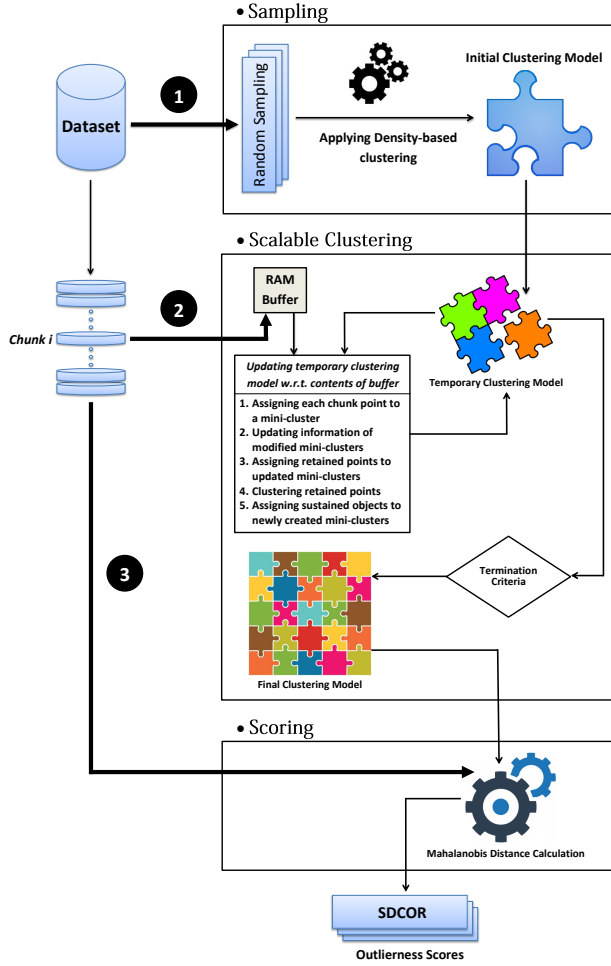 • Sampling
Dataset
1
Random Sampling
Applying Density-based
clustering
Initial Clustering Model
• Scalable Clustering
Chunk i
2
RAM
Buffer
Updating temporary clustering
model w.r.t. contents of buffer
1. Assigning each chunk point to
a mini-cluster
2. Updating information of
modified mini-clusters
3. Assigning retained points to
updated mini-clusters
4. Clustering retained points
5. Assigning sustained objects to
newly created mini-clusters
Temporary Clustering Model
Termination
Criteria
3
Final Clustering Model
• Scoring
Mahalanobis Distance Calculation
SDCOR
Outlierness Scores